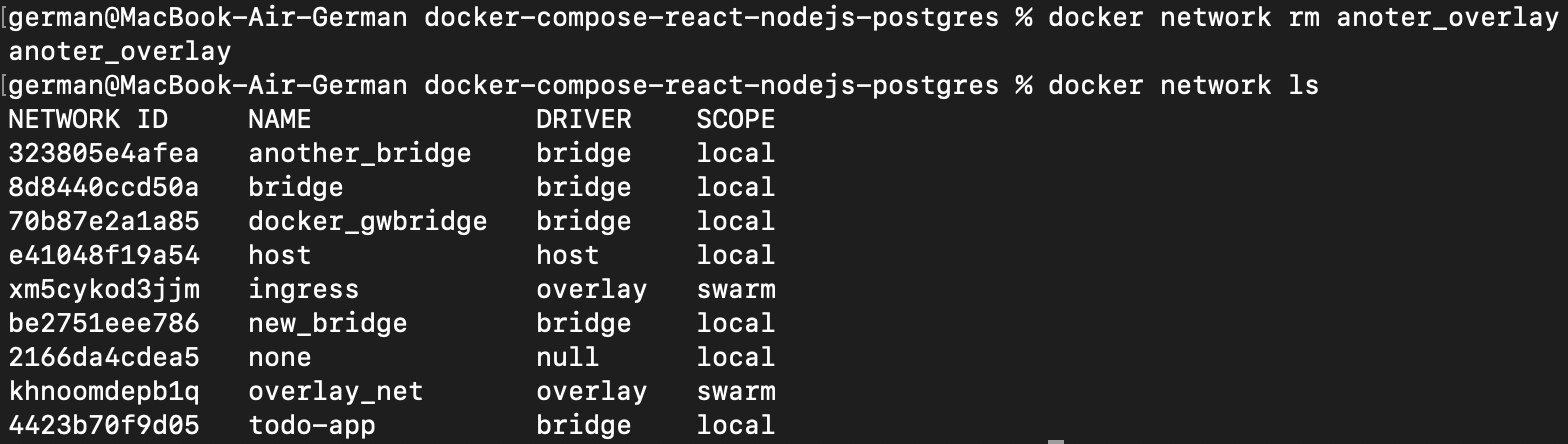 [german@MacBook-Air-German docker-compose-react-nodejs-postgres % docker network rm anoter_overlay
anoter_overlay
[german@MacBook-Air-German docker-compose-react-nodejs-postgres % docker network ls
NETWORK ID     NAME              DRIVER    SCOPE
323805e4afea   another_bridge    bridge    local
8d8440ccd50a   bridge            bridge    local
70b87e2a1a85   docker_gwbridge   bridge    local
e41048f19a54   host              host      local
xm5cykod3jjm   ingress           overlay   swarm
be2751eee786   new_bridge        bridge    local
2166da4cdea5   none              null      local
khnoomdepb1q   overlay_net       overlay   swarm
4423b70f9d05   todo-app          bridge    local